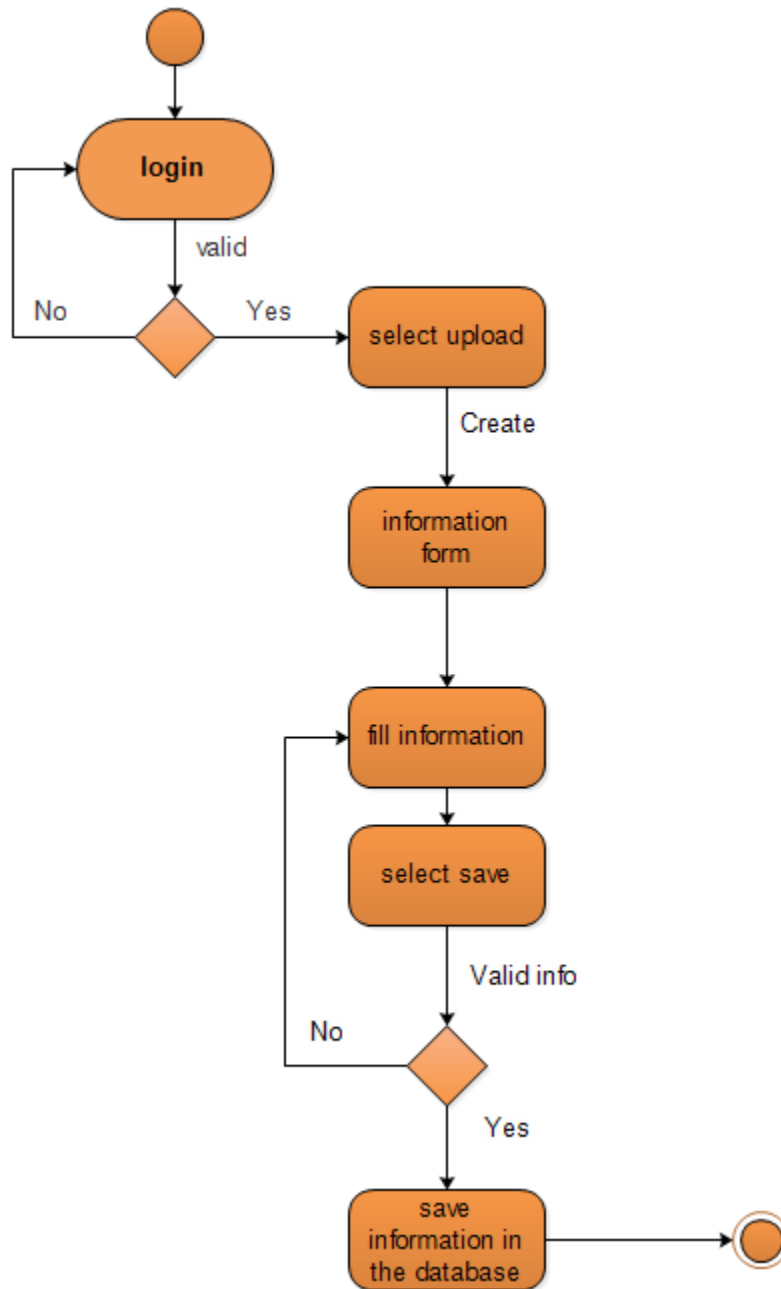 login
valid
No
Yes
select upload
Create
information
form
fill information
select save
Valid info
No
Yes
save
information in
the database